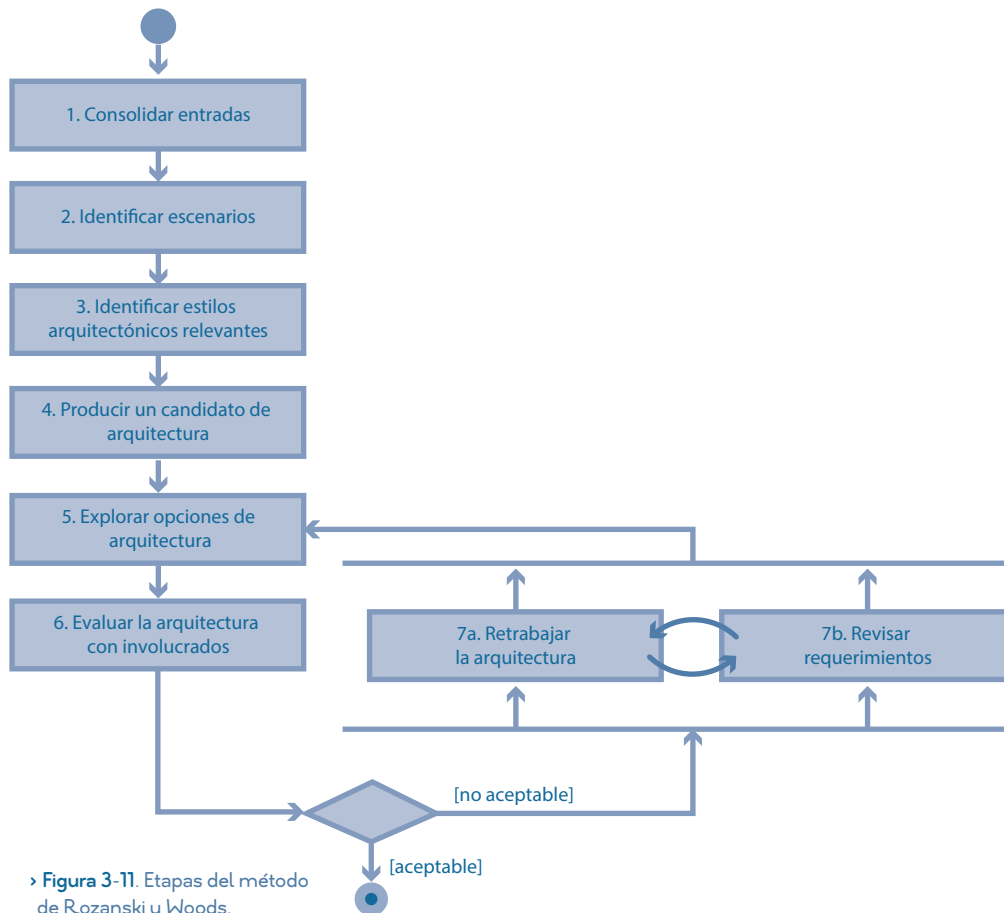 1. Consolidar entradas
2. Identificar escenarios
3. Identificar estilos
arquitectónicos relevantes
4. Producir un candidato de
arquitectura
5. Explorar opciones de
arquitectura
6. Evaluar la arquitectura
con involucrados
7a. Retrabajar
la arquitectura
7b. Revisar
requerimientos
[no aceptable]
[aceptable]
› Figura 3-11. Etapas del método
de Rozanski y Woods.